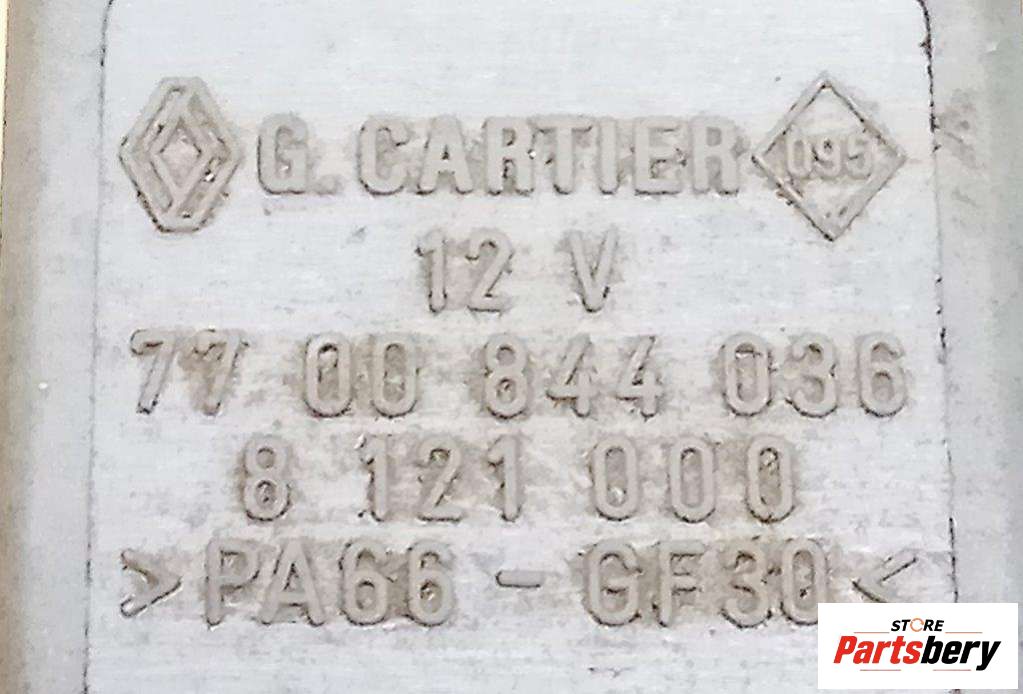 G. CARTIER 095
12 V
77 00 844 036
8 121 000
>PA66-GF30<
STORE
Partsbery